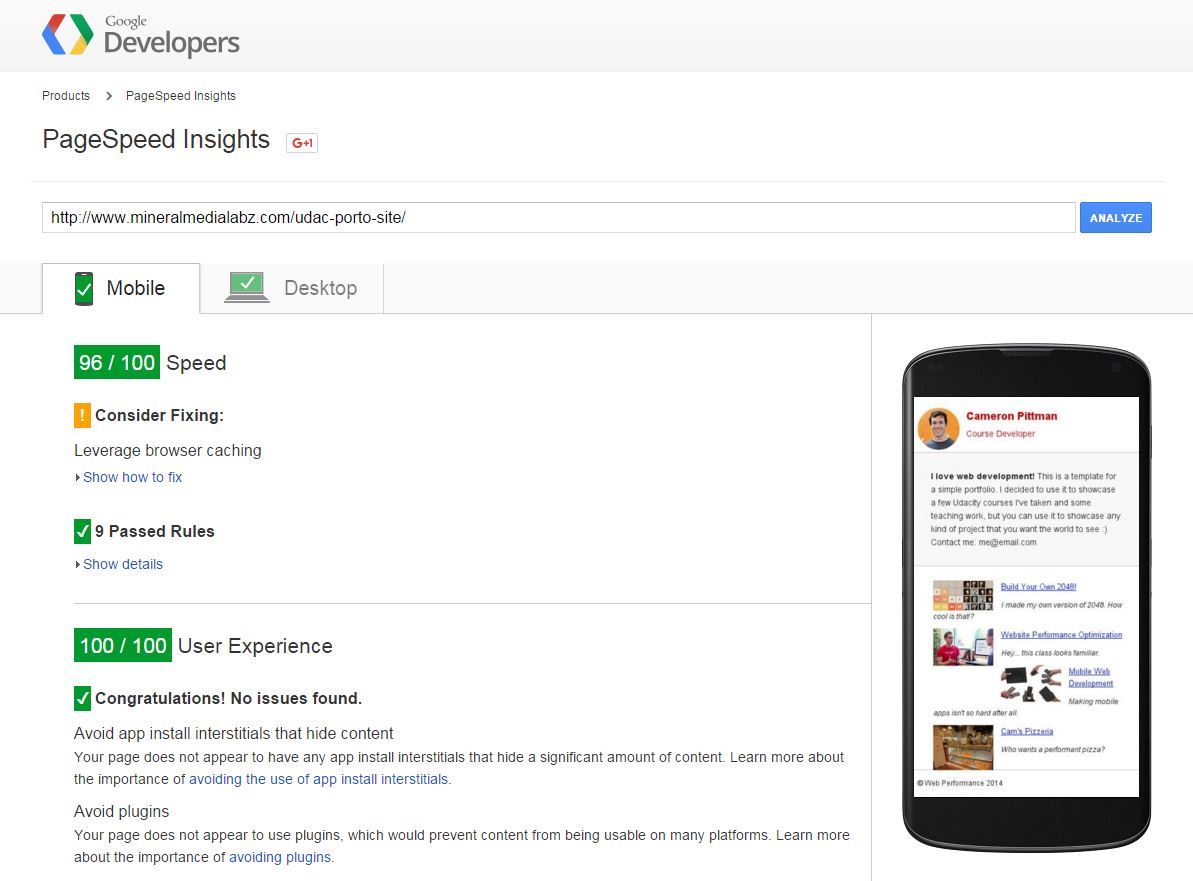 Google
Developers
Products
PageSpeed Insights
PageSpeed Insights
G+1
http://www.mineralmedialabz.com/udac-porto-site/
ANALYZE
Mobile
Desktop
96 / 100 Speed
! Consider Fixing:
Leverage browser caching
Show how to fix
9 Passed Rules
Show details
100 / 100 User Experience
Congratulations! No issues found.
Avoid app install interstitials that hide content
Your page does not appear to have any app install interstitials that hide a significant amount of content. Learn more about
the importance of avoiding the use of app install interstitials.
Avoid plugins
Your page does not appear to use plugins, which would prevent content from being usable on many platforms. Learn more
about the importance of avoiding plugins.
Cameron Pittman
Course Developer
I love web development! This is a template for
a simple portfolio. I decided to use it to showcase
a few Udacity courses I've taken and some
teaching work, but you can use it to showcase any
kind of project that you want the world to see :)
Contact me: me@email.com
Build Your Own 2048!
I made my own version of 2048. How
cool is that!?
Website Performance Optimization
Hey... this class looks familiar.
Mobile Web
Development
Making mobile
apps isn't so hard after all.
Cam's Pizzeria
Who wants a performant pizza?
©Web Performance 2014